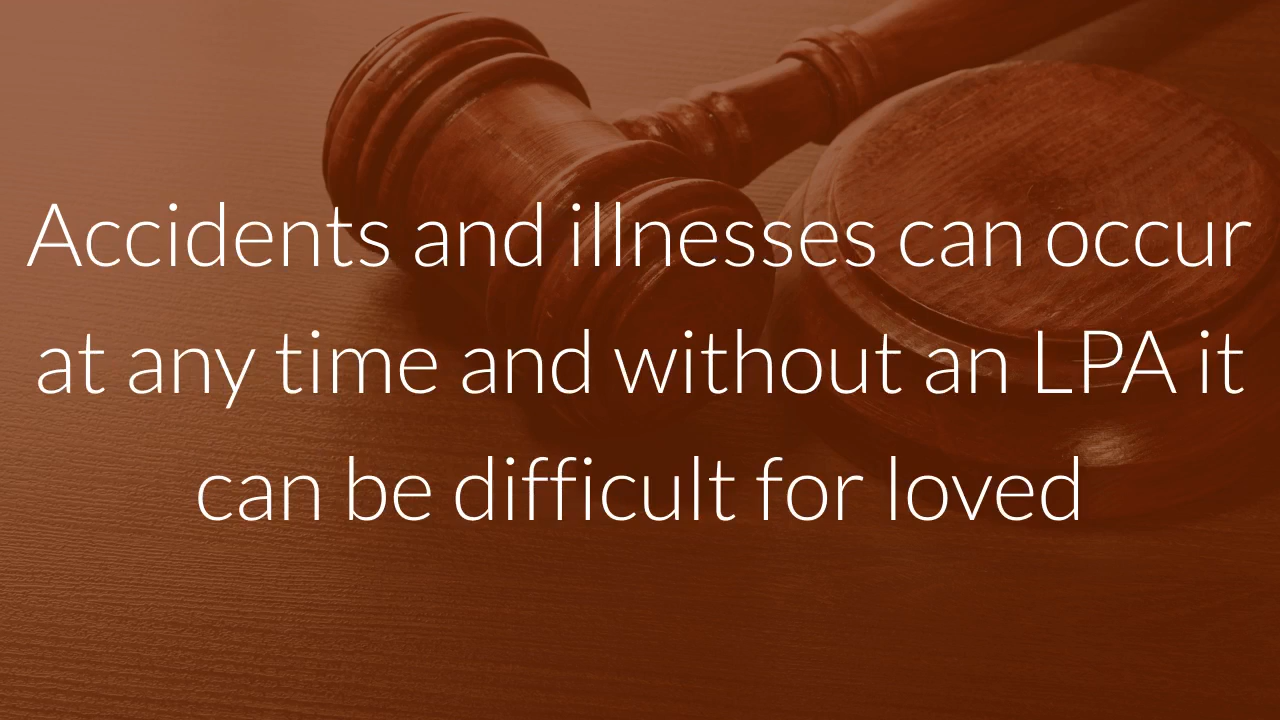 Accidents and illnesses can occur
at any time and without an LPA it
can be difficult for loved